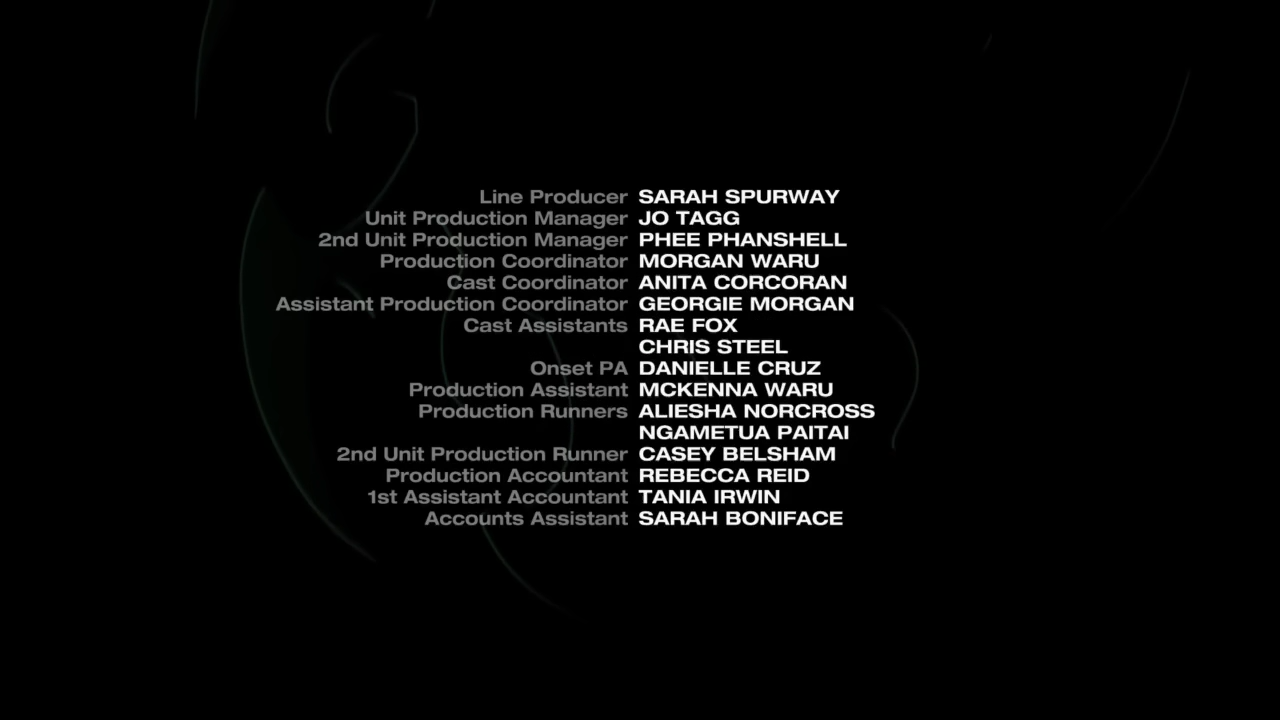 Line Producer SARAH SPURWAY
Unit Production Manager JO TAGG
2nd Unit Production Manager PHEE PHANSHELL
Production Coordinator MORGAN WARU
Cast Coordinator ANITA CORCORAN
Assistant Production Coordinator GEORGIE MORGAN
Cast Assistants RAE FOX
CHRIS STEEL
Onset PA DANIELLE CRUZ
Production Assistant MCKENNA WARU
Production Runners ALIESHA NORCROSS
NGAMETUA PAITAI
2nd Unit Production Runner CASEY BELSHAM
Production Accountant REBECCA REID
1st Assistant Accountant TANIA IRWIN
Accounts Assistant SARAH BONIFACE